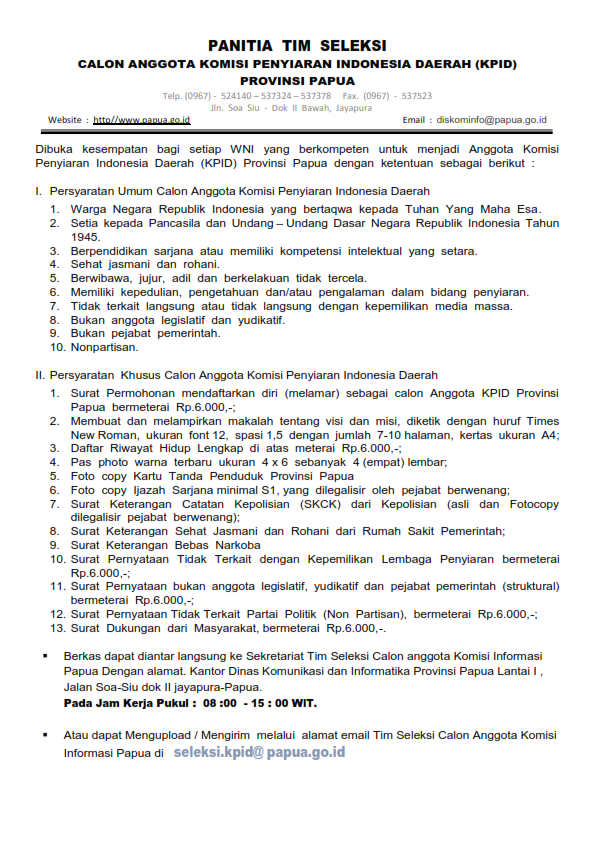 PANITIA TIM SELEKSI
CALON ANGGOTA KOMISI PENYIARAN INDONESIA DAERAH (KPID)
PROVINSI PAPUA
Telp. (0967) - 524140 – 537324 – 537378 Fax. (0967) - 537523
Jln. Soa Siu - Dok II Bawah, Jayapura
Website : http//www.papua.go.id Email : diskominfo@papua.go.id
Dibuka kesempatan bagi setiap WNI yang berkompeten untuk menjadi Anggota Komisi
Penyiaran Indonesia Daerah (KPID) Provinsi Papua dengan ketentuan sebagai berikut :
I. Persyaratan Umum Calon Anggota Komisi Penyiaran Indonesia Daerah
1. Warga Negara Republik Indonesia yang bertaqwa kepada Tuhan Yang Maha Esa.
2. Setia kepada Pancasila dan Undang – Undang Dasar Negara Republik Indonesia Tahun
1945.
3. Berpendidikan sarjana atau memiliki kompetensi intelektual yang setara.
4. Sehat jasmani dan rohani.
5. Berwibawa, jujur, adil dan berkelakuan tidak tercela.
6. Memiliki kepedulian, pengetahuan dan/atau pengalaman dalam bidang penyiaran.
7. Tidak terkait langsung atau tidak langsung dengan kepemilikan media massa.
8. Bukan anggota legislatif dan yudikatif.
9. Bukan pejabat pemerintah.
10. Nonpartisan.
II. Persyaratan Khusus Calon Anggota Komisi Penyiaran Indonesia Daerah
1. Surat Permohonan mendaftarkan diri (melamar) sebagai calon Anggota KPID Provinsi
Papua bermeterai Rp.6.000,-;
2. Membuat dan melampirkan makalah tentang visi dan misi, diketik dengan huruf Times
New Roman, ukuran font 12, spasi 1,5 dengan jumlah 7-10 halaman, kertas ukuran A4;
3. Daftar Riwayat Hidup Lengkap di atas meterai Rp.6.000,-;
4. Pas photo warna terbaru ukuran 4 x 6 sebanyak 4 (empat) lembar;
5. Foto copy Kartu Tanda Penduduk Provinsi Papua
6. Foto copy Ijazah Sarjana minimal S1, yang dilegalisir oleh pejabat berwenang;
7. Surat Keterangan Catatan Kepolisian (SKCK) dari Kepolisian (asli dan Fotocopy
dilegalisir pejabat berwenang);
8. Surat Keterangan Sehat Jasmani dan Rohani dari Rumah Sakit Pemerintah;
9. Surat Keterangan Bebas Narkoba
10. Surat Pernyataan Tidak Terkait dengan Kepemilikan Lembaga Penyiaran bermeterai
Rp.6.000,-;
11. Surat Pernyataan bukan anggota legislatif, yudikatif dan pejabat pemerintah (struktural)
bermeterai Rp.6.000,-;
12. Surat Pernyataan Tidak Terkait Partai Politik (Non Partisan), bermeterai Rp.6.000,-;
13. Surat Dukungan dari Masyarakat, bermeterai Rp.6.000,-.
▪ Berkas dapat diantar langsung ke Sekretariat Tim Seleksi Calon anggota Komisi Informasi
Papua Dengan alamat. Kantor Dinas Komunikasi dan Informatika Provinsi Papua Lantai I ,
Jalan Soa-Siu dok II jayapura-Papua.
Pada Jam Kerja Pukul : 08 :00 - 15 : 00 WIT.
▪ Atau dapat Mengupload / Mengirim melalui alamat email Tim Seleksi Calon Anggota Komisi
Informasi Papua di seleksi.kpid@ papua.go.id